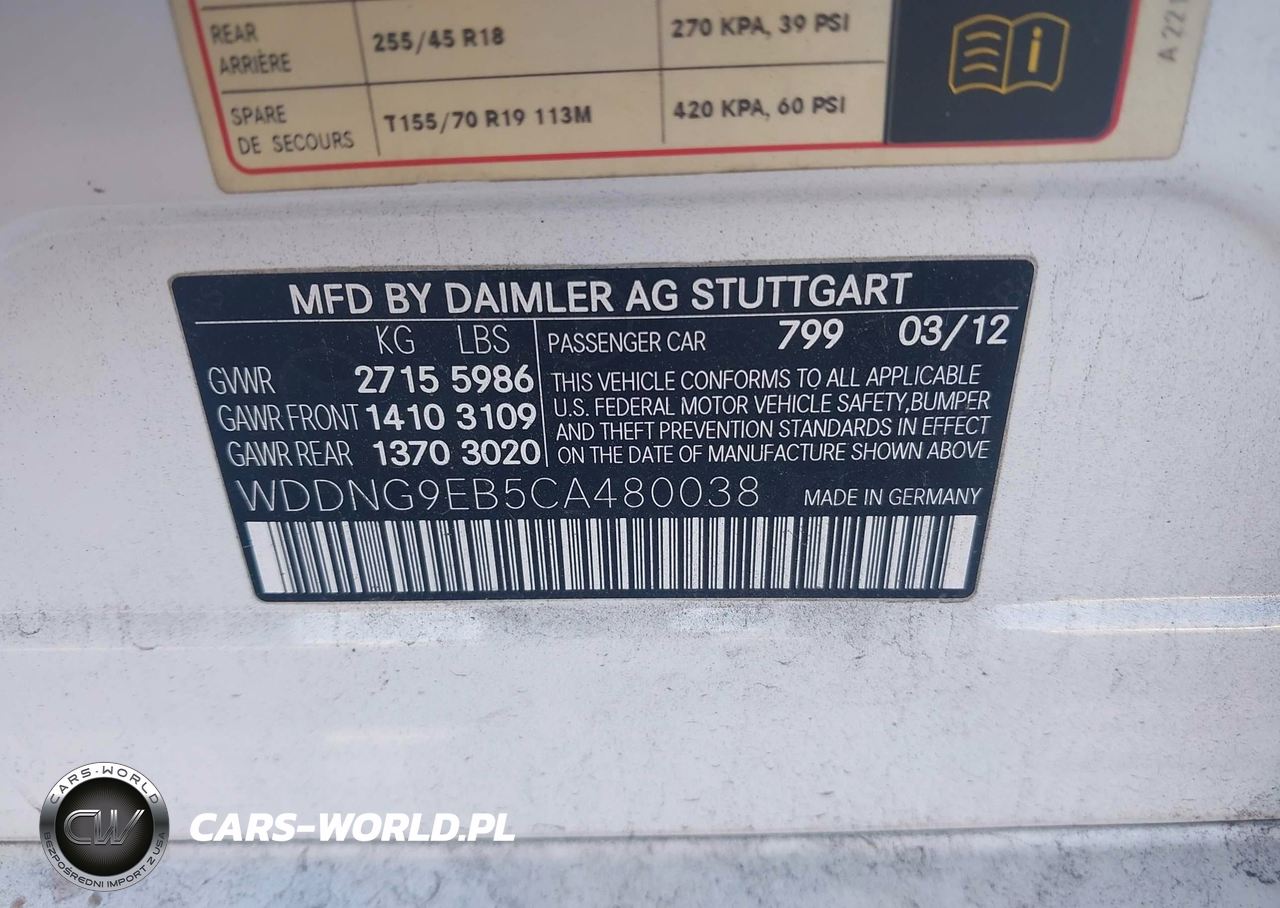 REAR
ARRIÈRE
255/45 R18
270 KPA, 39 PSI
SPARE
DE SECOURS
T155/70 R19 113M
420 KPA, 60 PSI
A 221
MFD BY DAIMLER AG STUTTGART
KG LBS
PASSENGER CAR 799 03/12
GVWR 2715 5986
GAWR FRONT 1410 3109
GAWR REAR 1370 3020
THIS VEHICLE CONFORMS TO ALL APPLICABLE
U.S. FEDERAL MOTOR VEHICLE SAFETY,BUMPER
AND THEFT PREVENTION STANDARDS IN EFFECT
ON THE DATE OF MANUFACTURE SHOWN ABOVE
WDDNG9EB5CA480038 MADE IN GERMANY
CARS-WORLD
CW
BEZPOŚREDNI IMPORT Z USA
CARS-WORLD.PL